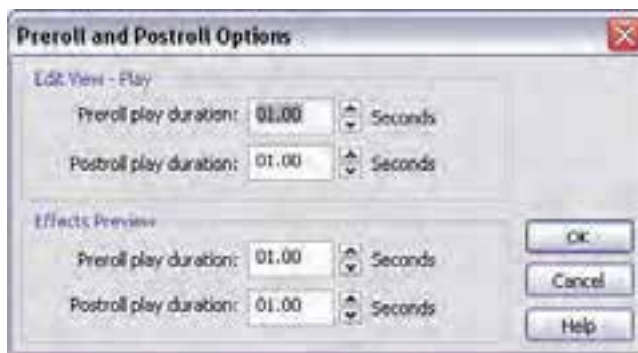 Preroll and Postroll Options
Edit View - Play
Preroll play duration: 01.00 Seconds
Postroll play duration: 01.00 Seconds
Effects Preview
Preroll play duration: 01.00 Seconds
Postroll play duration: 01.00 Seconds
OK
Cancel
Help